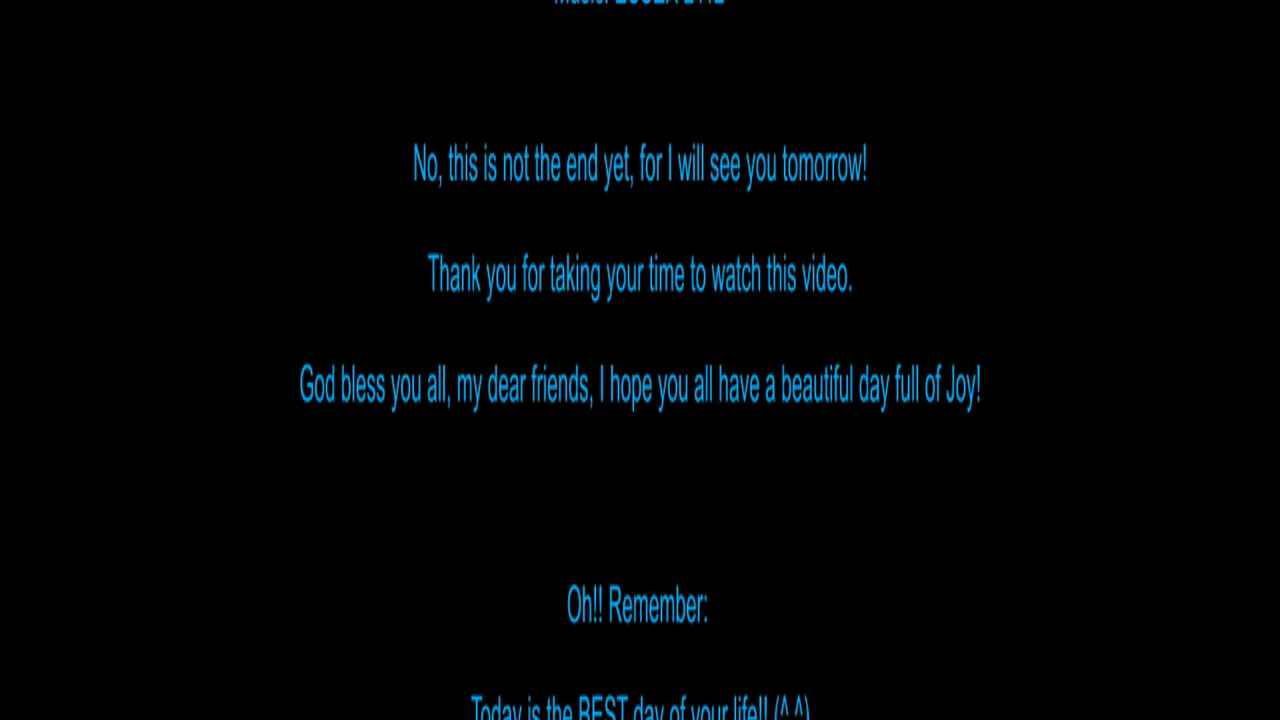 No, this is not the end yet, for I will see you tomorrow!
Thank you for taking your time to watch this video.
God bless you all, my dear friends, I hope you all have a beautiful day full of Joy!
Oh!! Remember:
Today is the BEST day of your life!! (^.^)